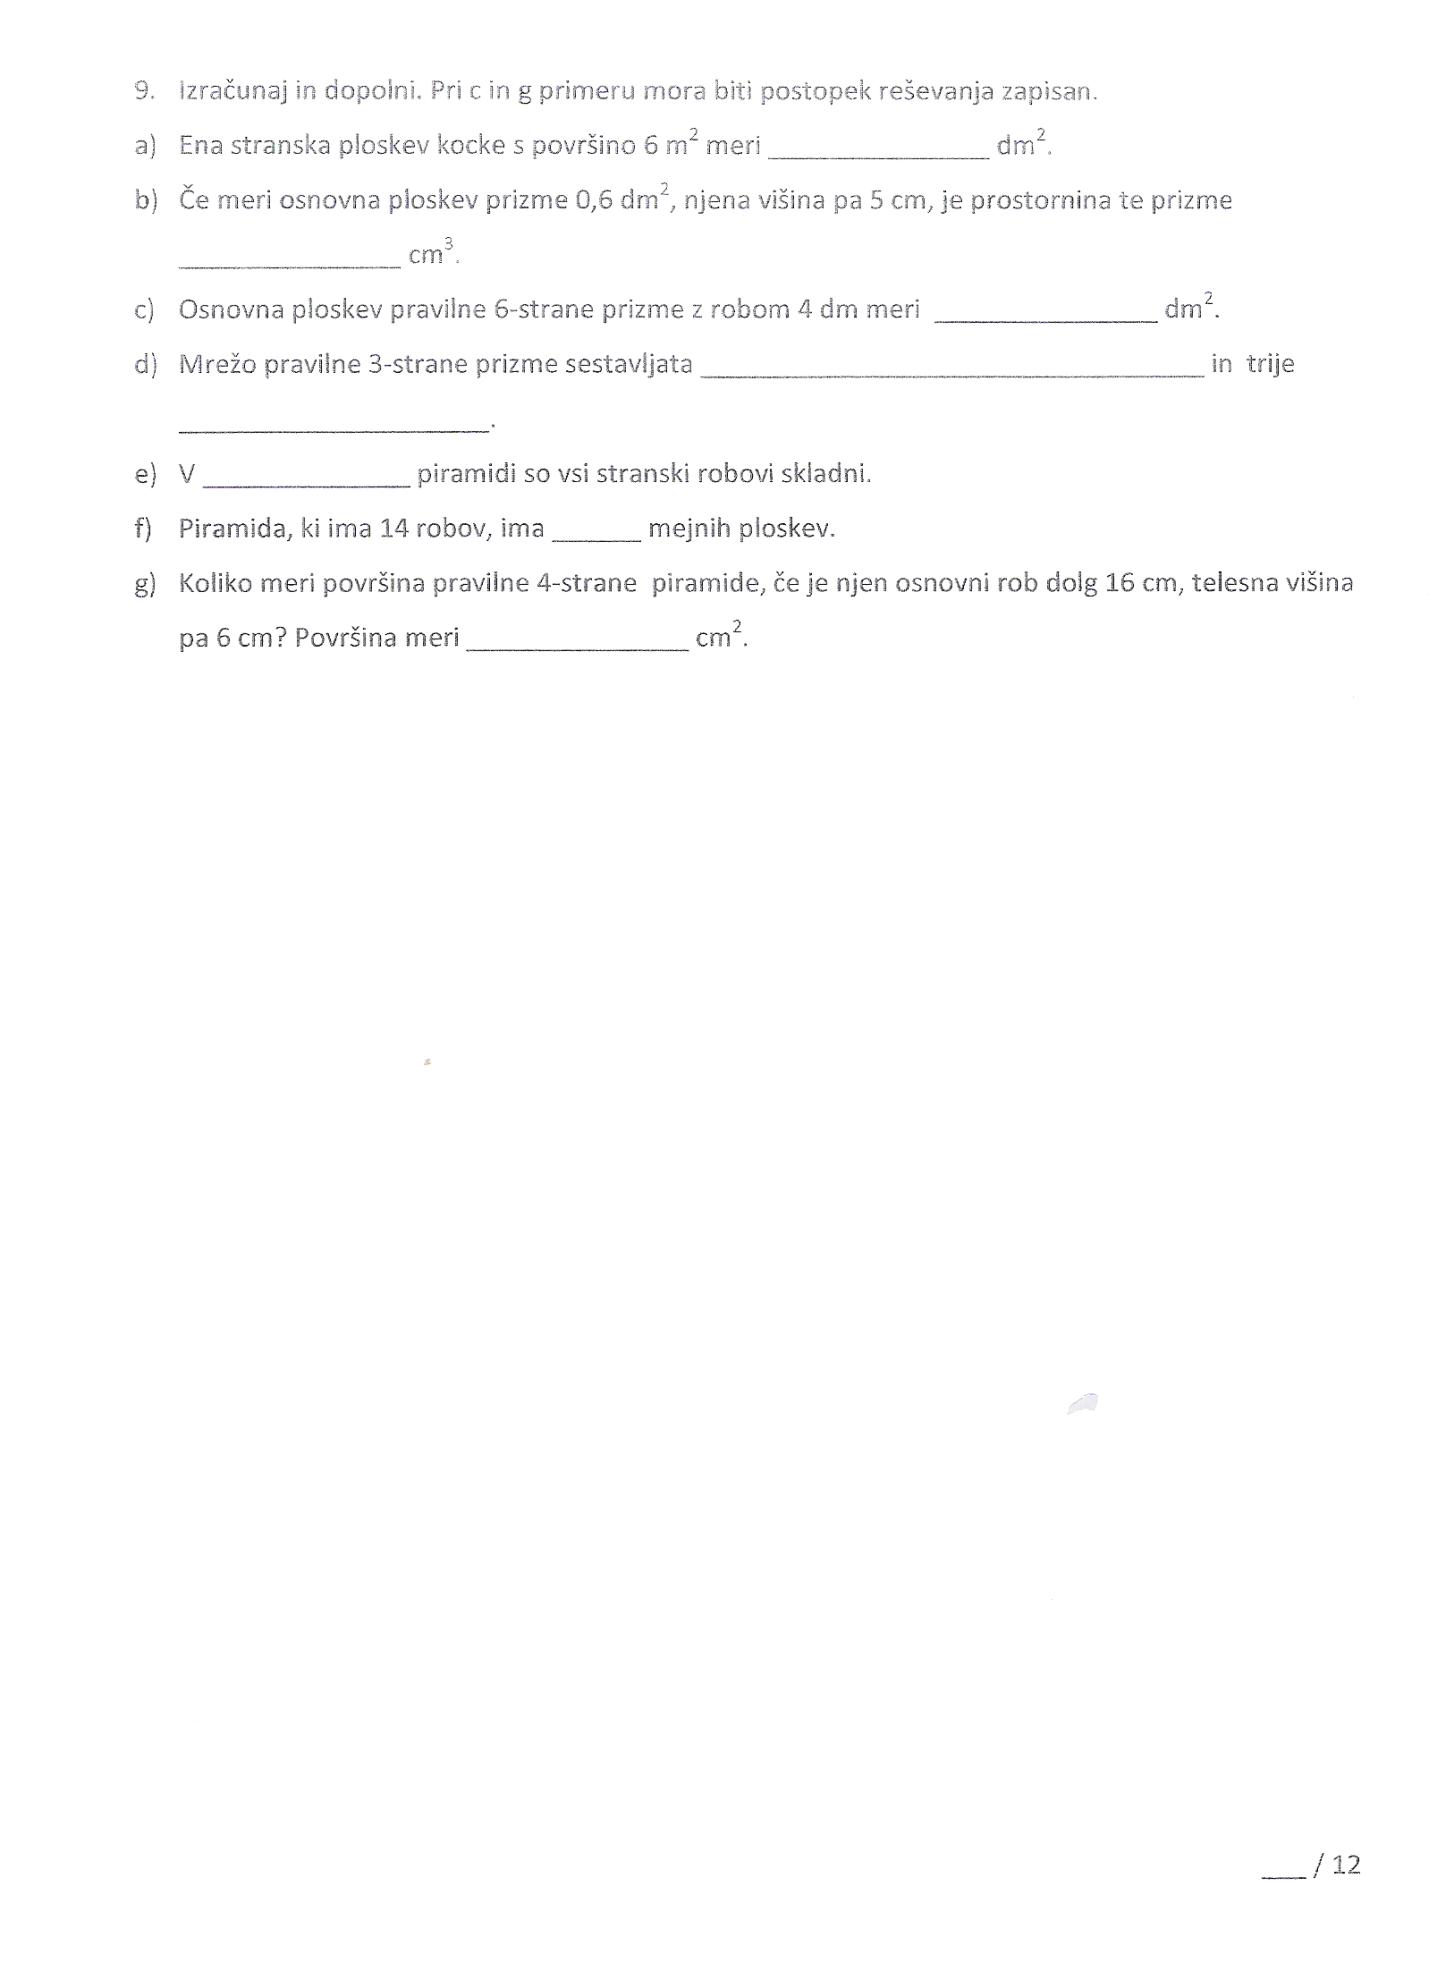 9. Izračunaj in dopolni. Pri c in g primeru mora biti postopek reševanja zapisan.
a) Ena stranska ploskev kocke s površino 6 m² meri _______________ dm².
b) Če meri osnovna ploskev prizme 0,6 dm², njena višina pa 5 cm, je prostornina te prizme
_______________ cm³.
c) Osnovna ploskev pravilne 6-strane prizme z robom 4 dm meri _______________ dm².
d) Mrežo pravilne 3-strane prizme sestavljata __________________________________ in trije
_____________________.
e) V ______________ piramidi so vsi stranski robovi skladni.
f) Piramida, ki ima 14 robov, ima ______ mejnih ploskev.
g) Koliko meri površina pravilne 4-strane piramide, če je njen osnovni rob dolg 16 cm, telesna višina
pa 6 cm? Površina meri _______________ cm².
___ / 12